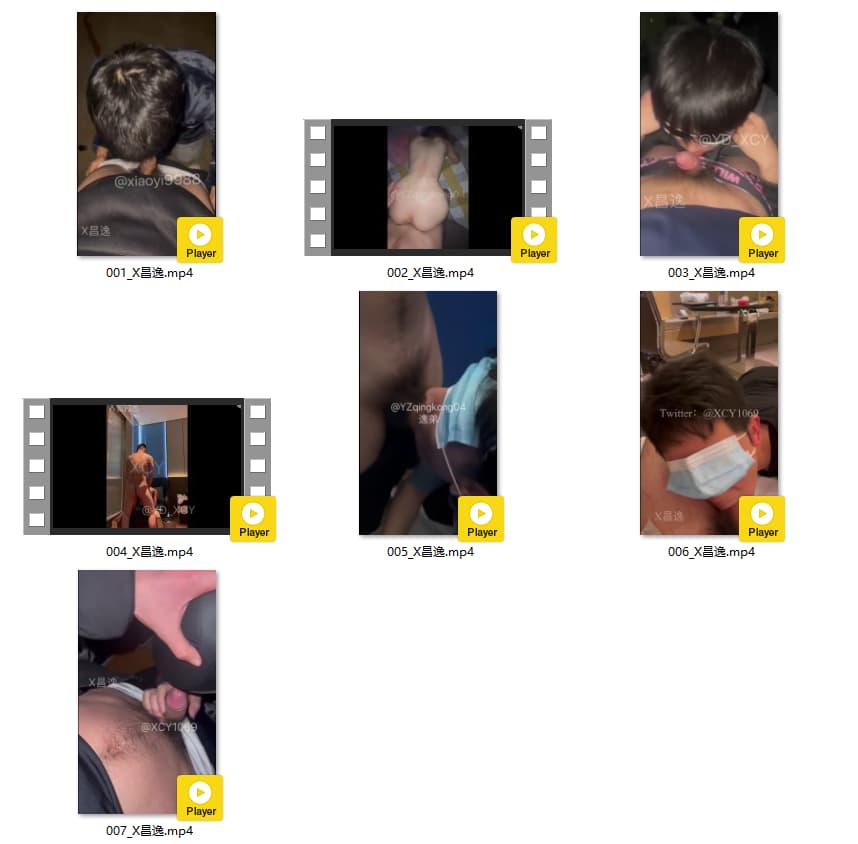 @xiaoyi9988
X昌逸
Player
001_X昌逸.mp4
Player
002_X昌逸.mp4
@YD_XCY
X昌逸
Player
003_X昌逸.mp4
XCY
@YD_XCY
Player
004_X昌逸.mp4
@YZqingkong04
逸弟
Player
005_X昌逸.mp4
Twitter：@XCY1069
X昌逸
Player
006_X昌逸.mp4
X昌逸
@XCY1069
Player
007_X昌逸.mp4